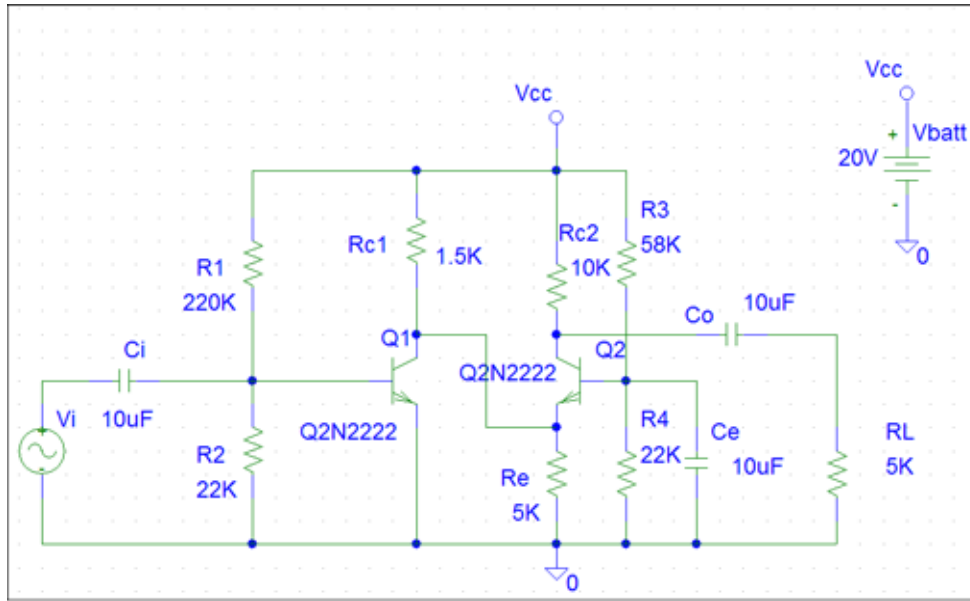 Vcc
Vcc
+
Vbatt
20V
-
0
R3
58K
Rc1
1.5K
Rc2
10K
R1
220K
10uF
Co
Q1
Q2
Ci
Q2N2222
Vi
10uF
Q2N2222
R2
22K
R4
22K
Ce
10uF
RL
5K
Re
5K
0